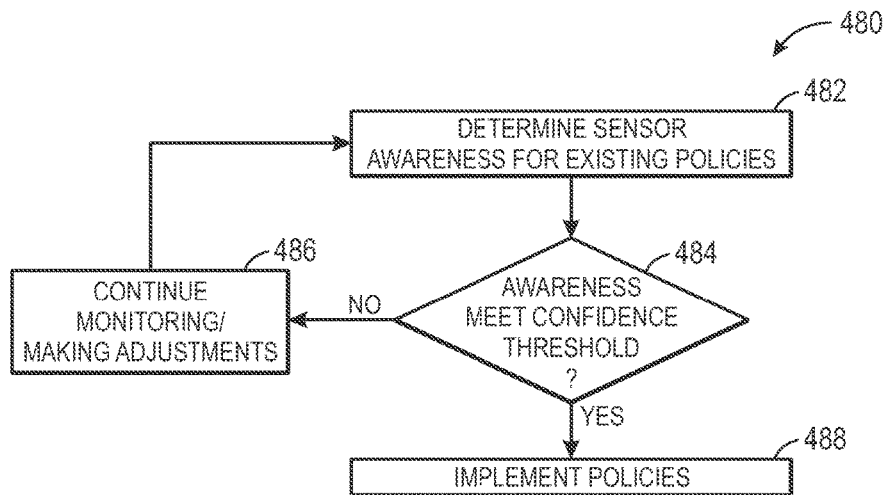 480
482
DETERMINE SENSOR
AWARENESS FOR EXISTING POLICIES
486
CONTINUE
MONITORING/
MAKING ADJUSTMENTS
NO
484
AWARENESS
MEET CONFIDENCE
THRESHOLD
?
YES
488
IMPLEMENT POLICIES